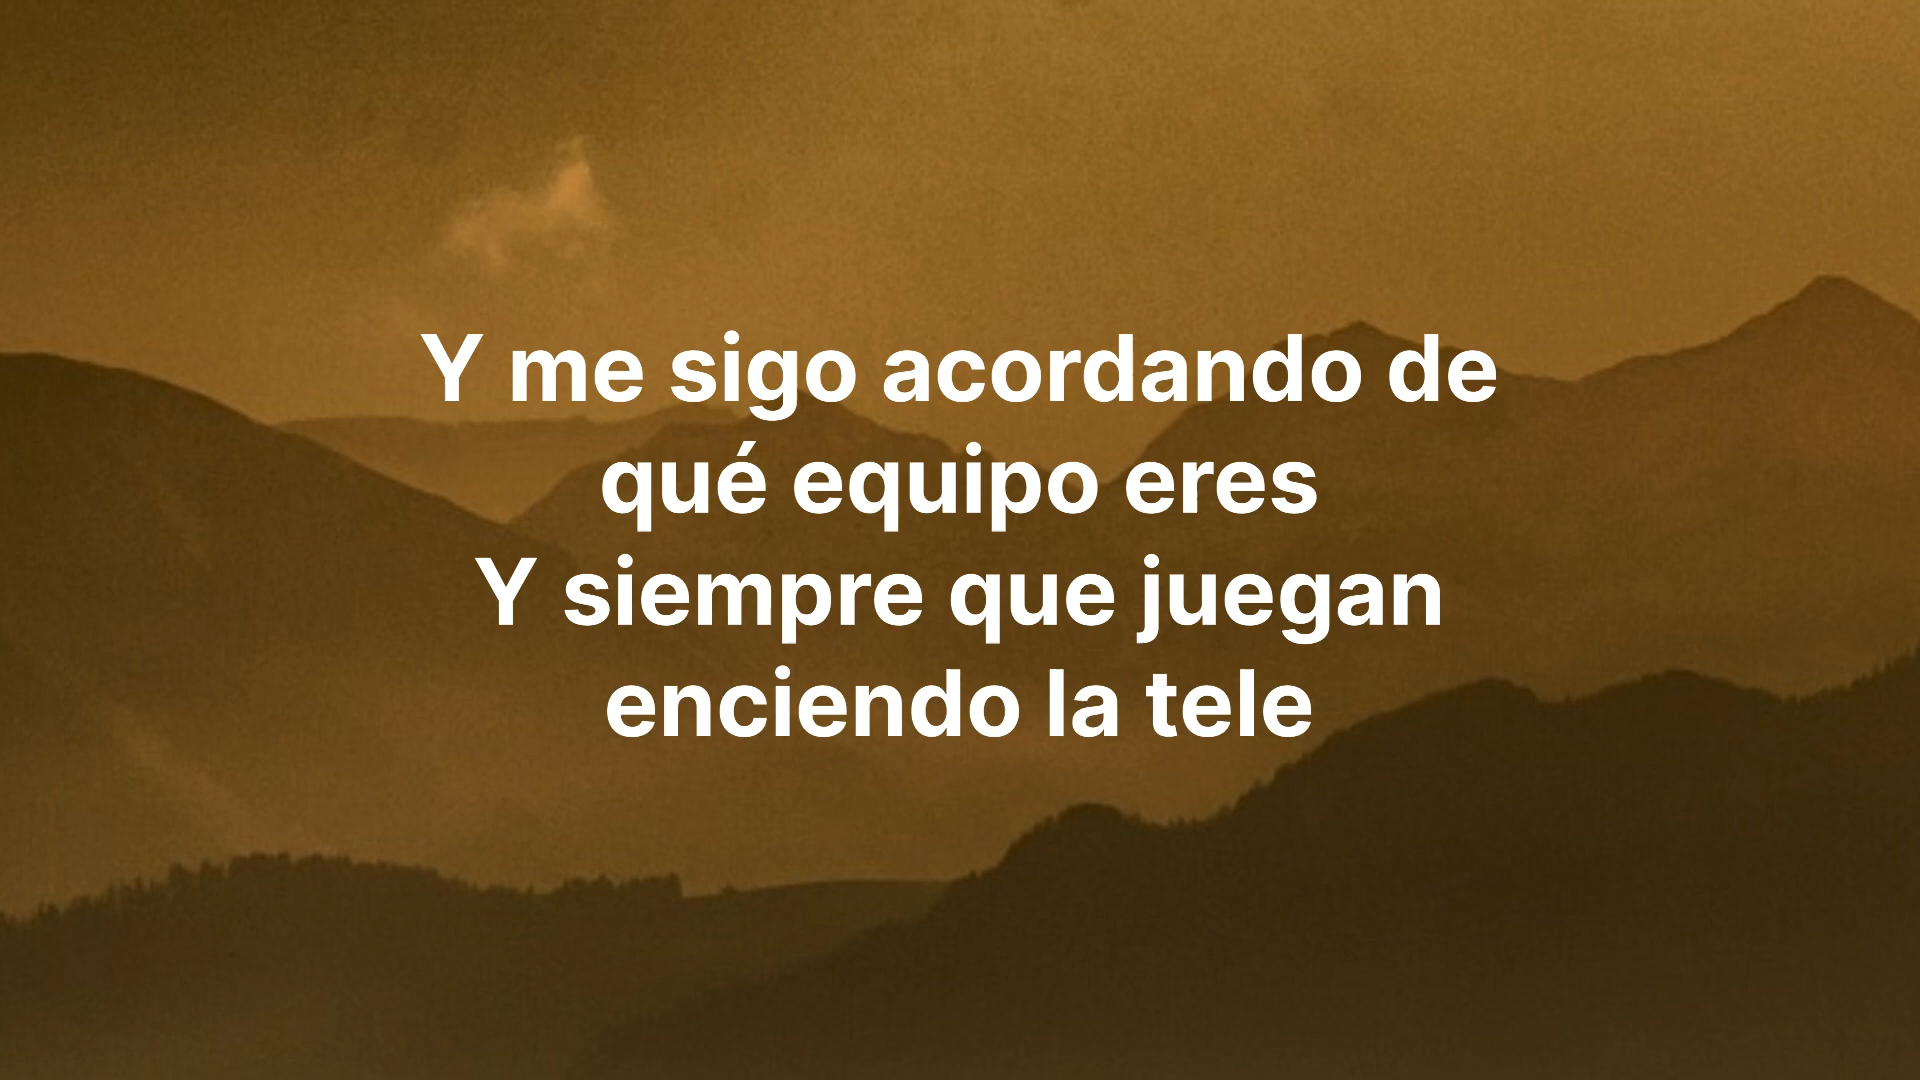 Y me sigo acordando de
qué equipo eres
Y siempre que juegan
enciendo la tele